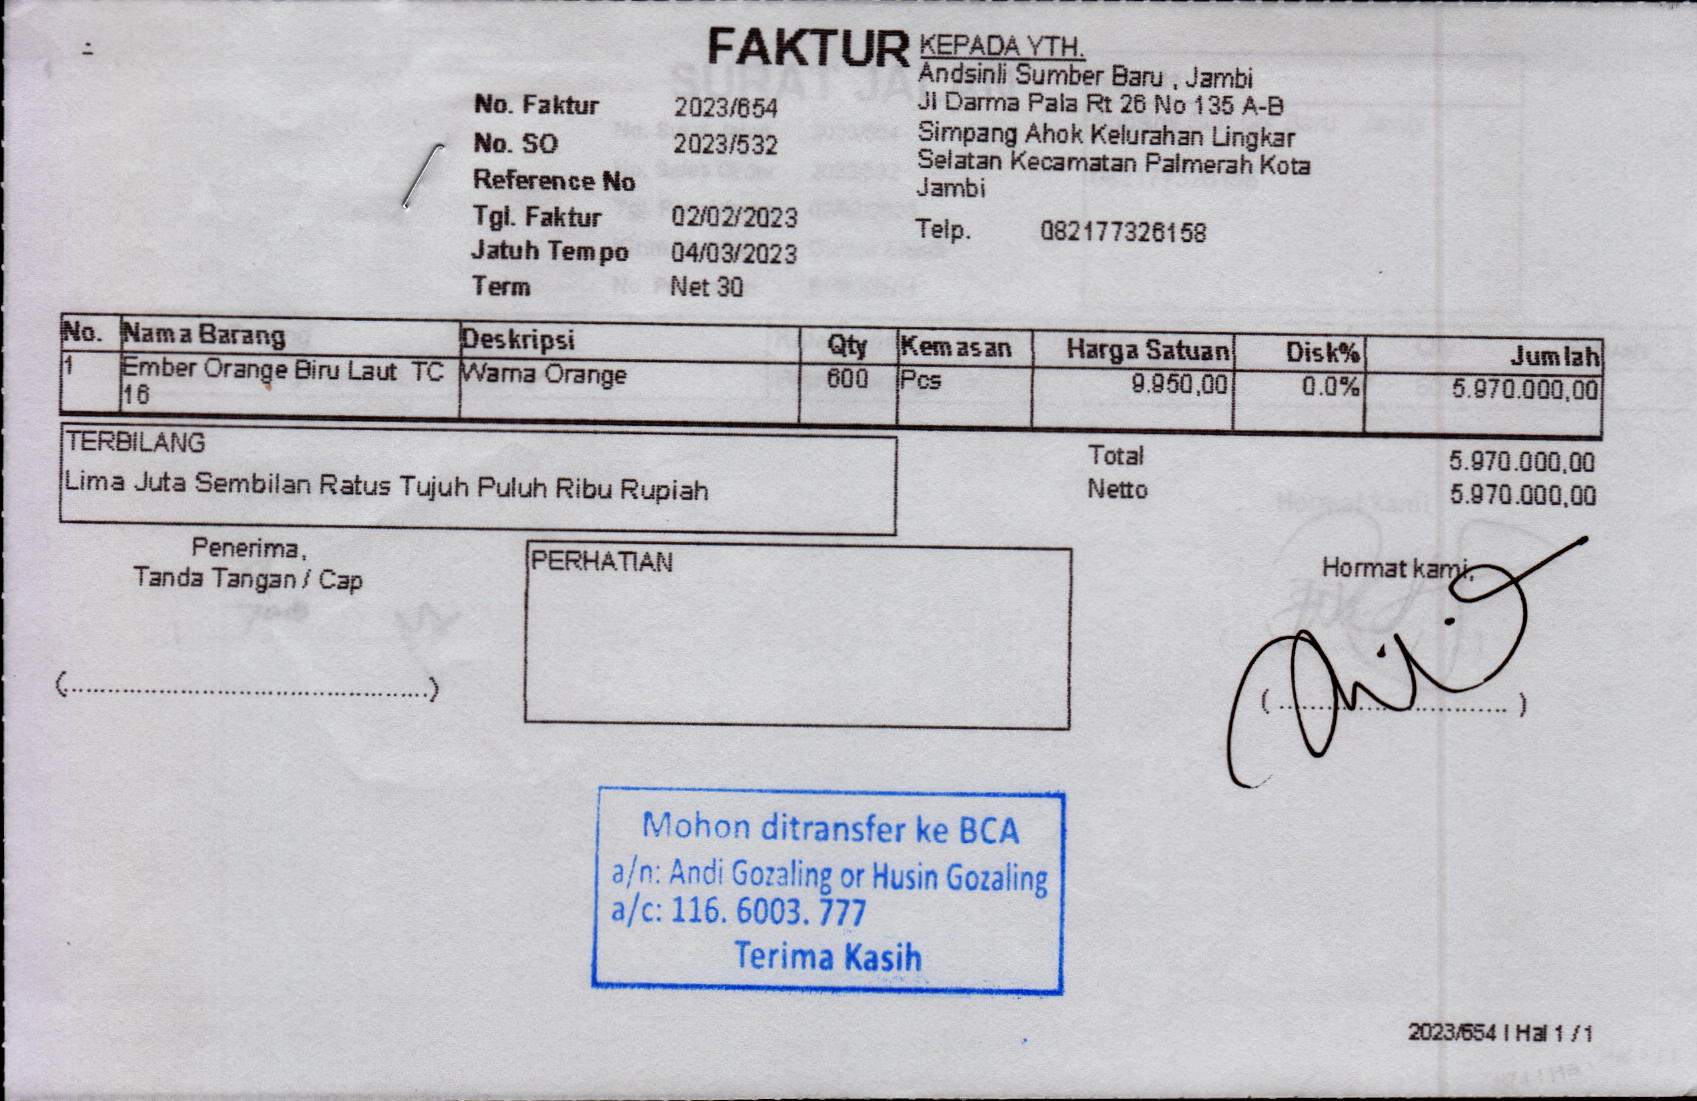 FAKTUR
KEPADA YTH.
Andsinli Sumber Baru , Jambi
Jl Darma Pala Rt 26 No 135 A-B
Simpang Ahok Kelurahan Lingkar
Selatan Kecamatan Palmerah Kota
Jambi
Telp. 082177326158
No. Faktur 2023/654
No. SO 2023/532
Reference No
Tgl. Faktur 02/02/2023
Jatuh Tempo 04/03/2023
Term Net 30
No. Nama Barang Deskripsi Qty Kemasan Harga Satuan Disk% Jumlah
1 Ember Orange Biru Laut TC Warna Orange 600 Pcs 9.950,00 0.0% 5.970.000,00
16
TERBILANG
Lima Juta Sembilan Ratus Tujuh Puluh Ribu Rupiah
Total 5.970.000,00
Netto 5.970.000,00
Penerima,
Tanda Tangan / Cap
(..................................................)
PERHATIAN
Hormat kami,
(................................)
Mohon ditransfer ke BCA
a/n: Andi Gozaling or Husin Gozaling
a/c: 116. 6003. 777
Terima Kasih
2023/654 | Hal 1 / 1